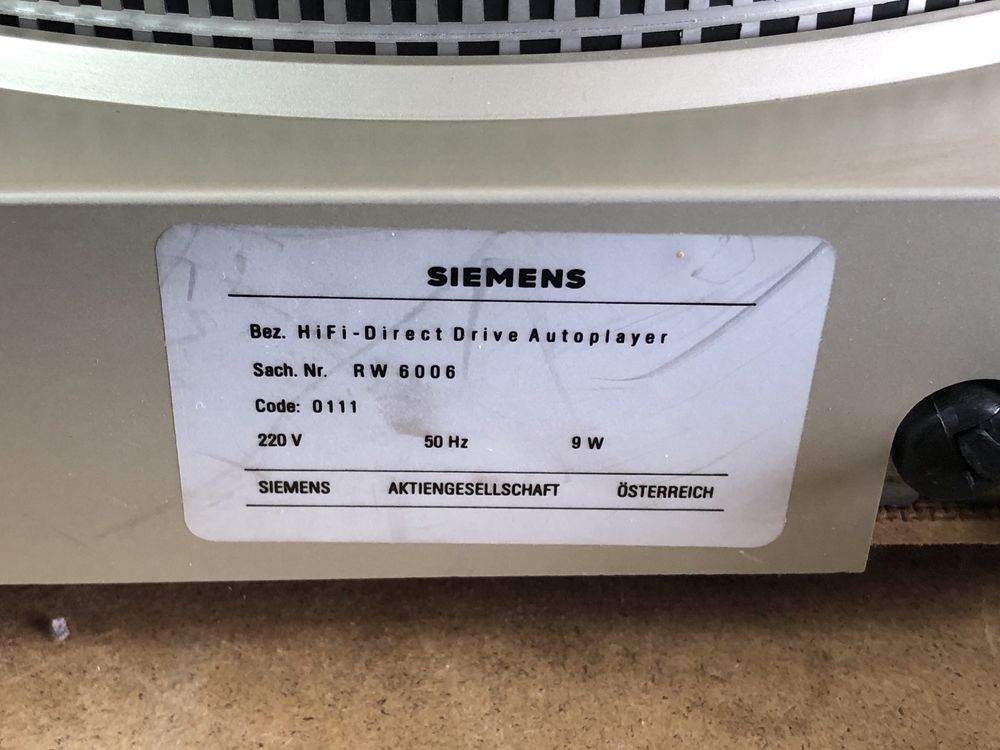 SIEMENS
Bez. HiFi-Direct Drive Autoplayer
Sach. Nr. RW 6006
Code: 0111
220 V 50 Hz 9 W
SIEMENS AKTIENGESELLSCHAFT ÖSTERREICH